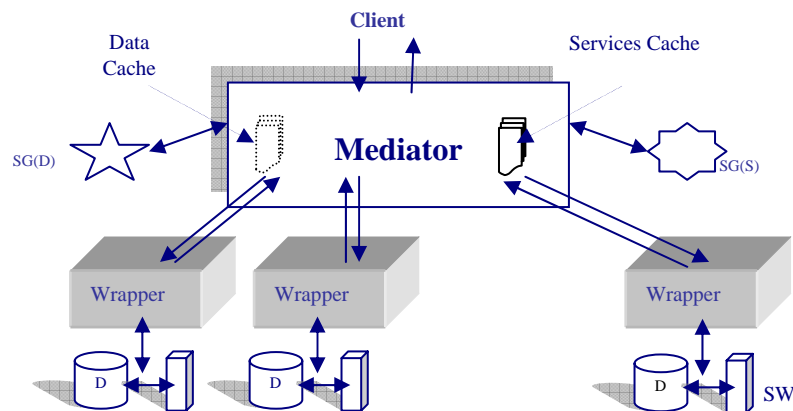 Client
Data
Cache
Services Cache
Mediator
SG(D)
SG(S)
Wrapper
Wrapper
Wrapper
D
D
D
SW